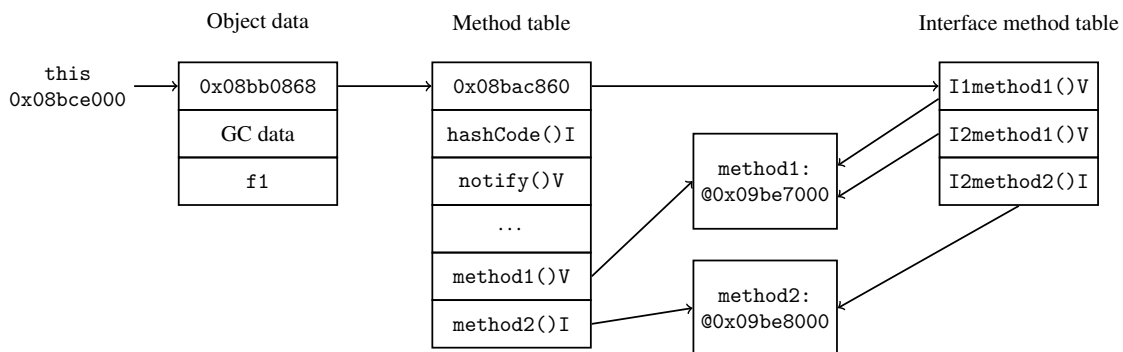 Object data
Method table
Interface method table
this
0x08bce000
0x08bb0868
GC data
f1
0x08bac860
hashCode()I
notify()V
...
method1()V
method2()I
method1:
@0x09be7000
method2:
@0x09be8000
I1method1()V
I2method1()V
I2method2()I